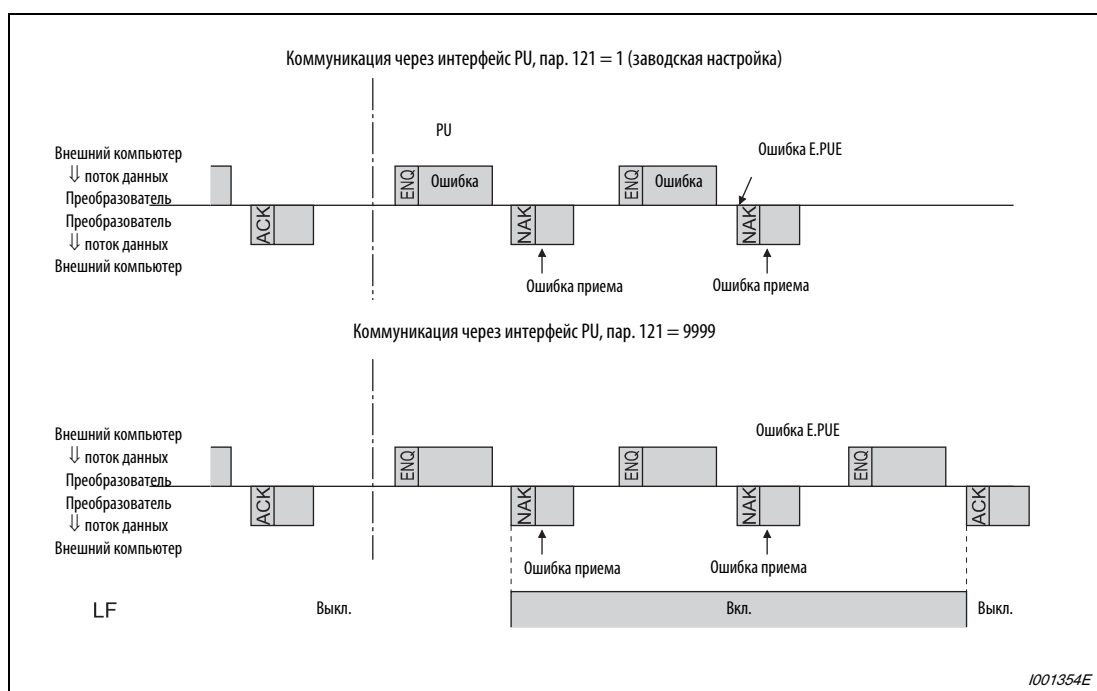 Коммуникация через интерфейс PU, пар. 121 = 1 (заводская настройка)
PU
Ошибка E.PUE
Внешний компьютер
⇓ поток данных
Преобразователь
Преобразователь
⇓ поток данных
Внешний компьютер
ACK
ENQ
Ошибка
NAK
ENQ
Ошибка
NAK
Ошибка приема
Ошибка приема
Коммуникация через интерфейс PU, пар. 121 = 9999
Ошибка E.PUE
Внешний компьютер
⇓ поток данных
Преобразователь
Преобразователь
⇓ поток данных
Внешний компьютер
ACK
ENQ
NAK
ENQ
NAK
ENQ
ACK
Ошибка приема
Ошибка приема
LF
Выкл.
Вкл.
Выкл.
I001354E